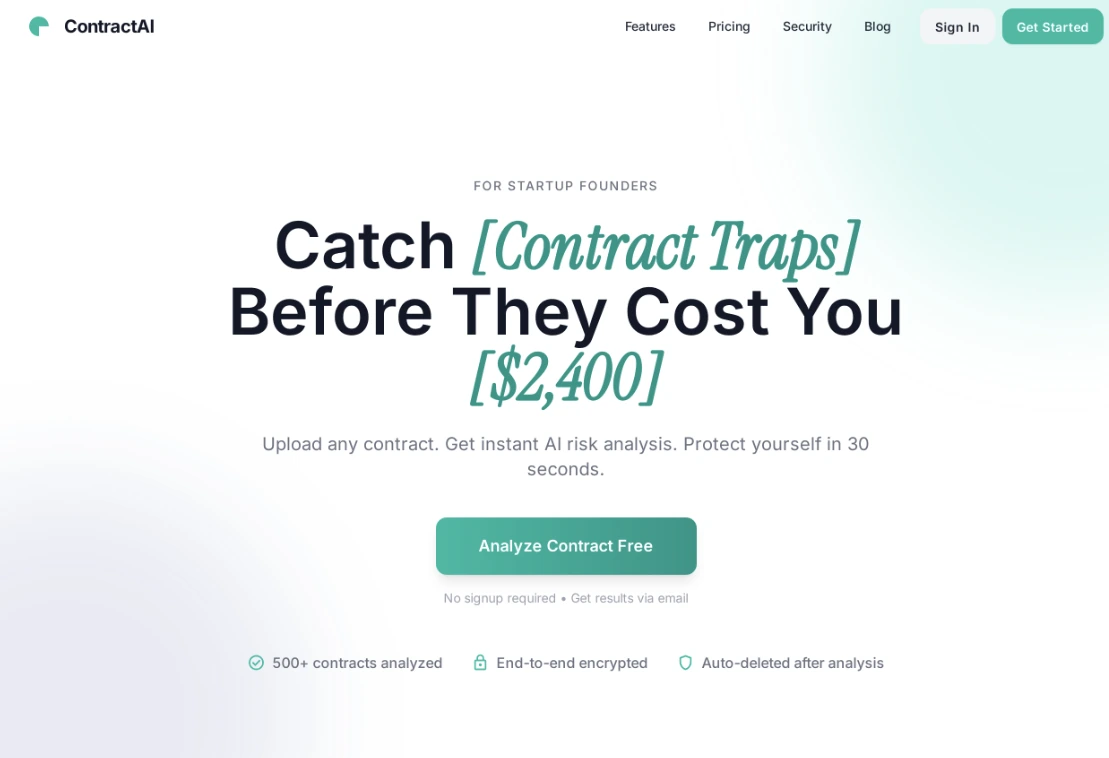 ContractAI
Features
Pricing
Security
Blog
Sign In
Get Started
FOR STARTUP FOUNDERS
Catch [Contract Traps]
Before They Cost You
[$2,400]
Upload any contract. Get instant AI risk analysis. Protect yourself in 30
seconds.
Analyze Contract Free
No signup required • Get results via email
500+ contracts analyzed
End-to-end encrypted
Auto-deleted after analysis